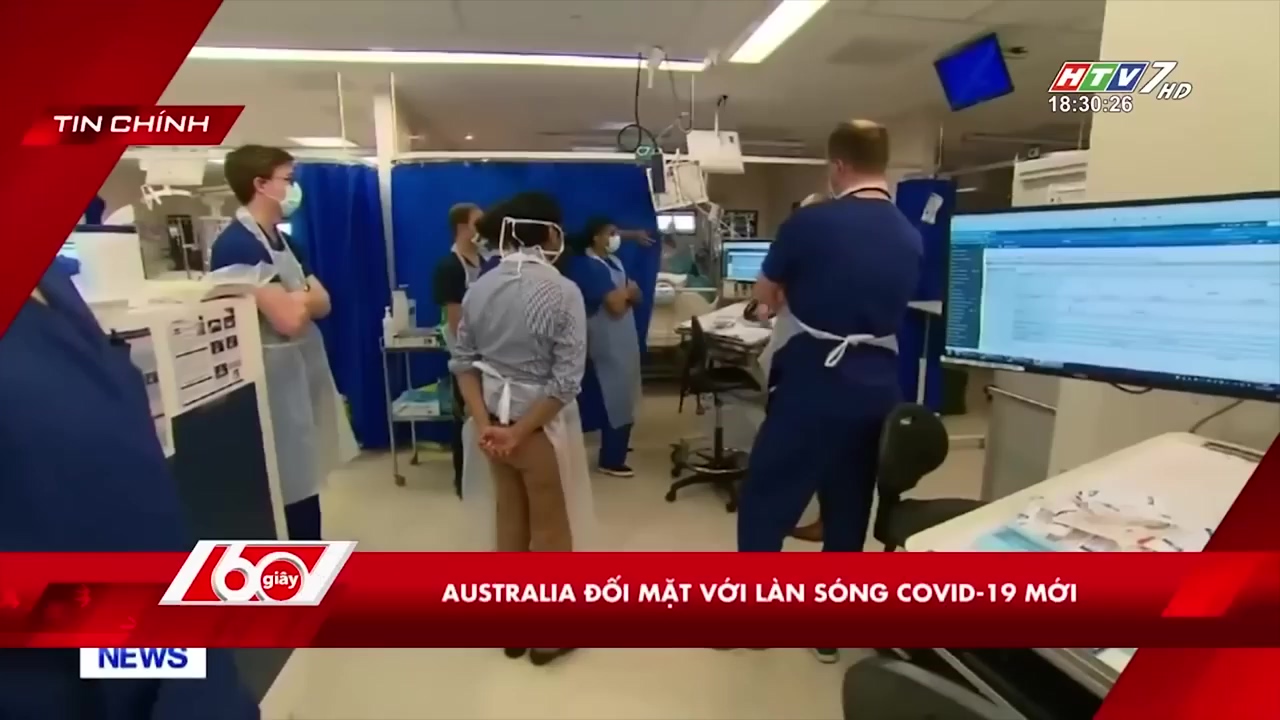 HTV7 HD
18:30:26
TIN CHÍNH
60 giây
AUSTRALIA ĐỐI MẶT VỚI LÀN SÓNG COVID-19 MỚI
NEWS